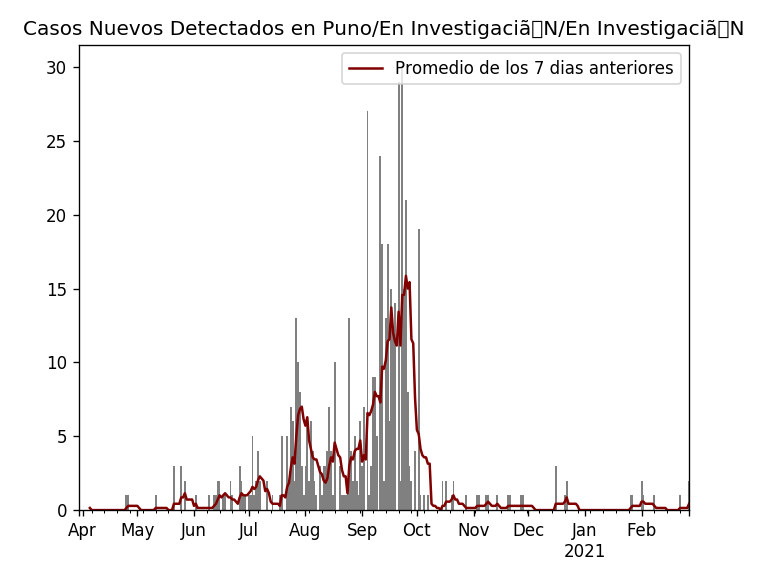 Casos Nuevos Detectados en Puno/En Investigaciã▯N/En Investigaciã▯N
Promedio de los 7 dias anteriores
30
25
20
15
10
5
0
Apr May Jun Jul Aug Sep Oct Nov Dec Jan Feb
2021